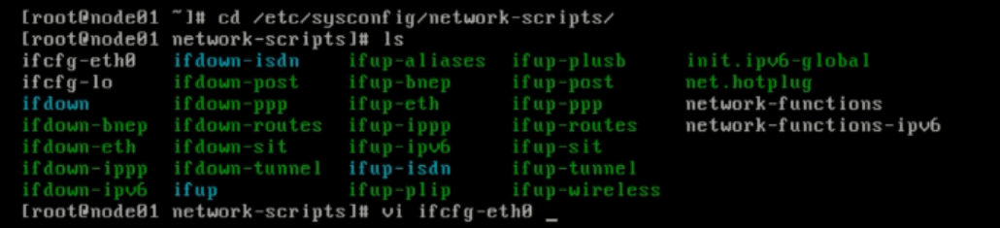 [root@node01 ~]# cd /etc/sysconfig/network-scripts/
[root@node01 network-scripts]# ls
ifcfg-eth0   ifdown-isdn    ifup-aliases  ifup-plusb     init.ipv6-global
ifcfg-lo     ifdown-post    ifup-bnep     ifup-post      net.hotplug
ifdown       ifdown-ppp     ifup-eth      ifup-ppp       network-functions
ifdown-bnep  ifdown-routes  ifup-ippp     ifup-routes    network-functions-ipv6
ifdown-eth   ifdown-sit     ifup-ipv6     ifup-sit
ifdown-ippp  ifdown-tunnel  ifup-isdn     ifup-tunnel
ifdown-ipv6  ifup           ifup-plip     ifup-wireless
[root@node01 network-scripts]# vi ifcfg-eth0 _